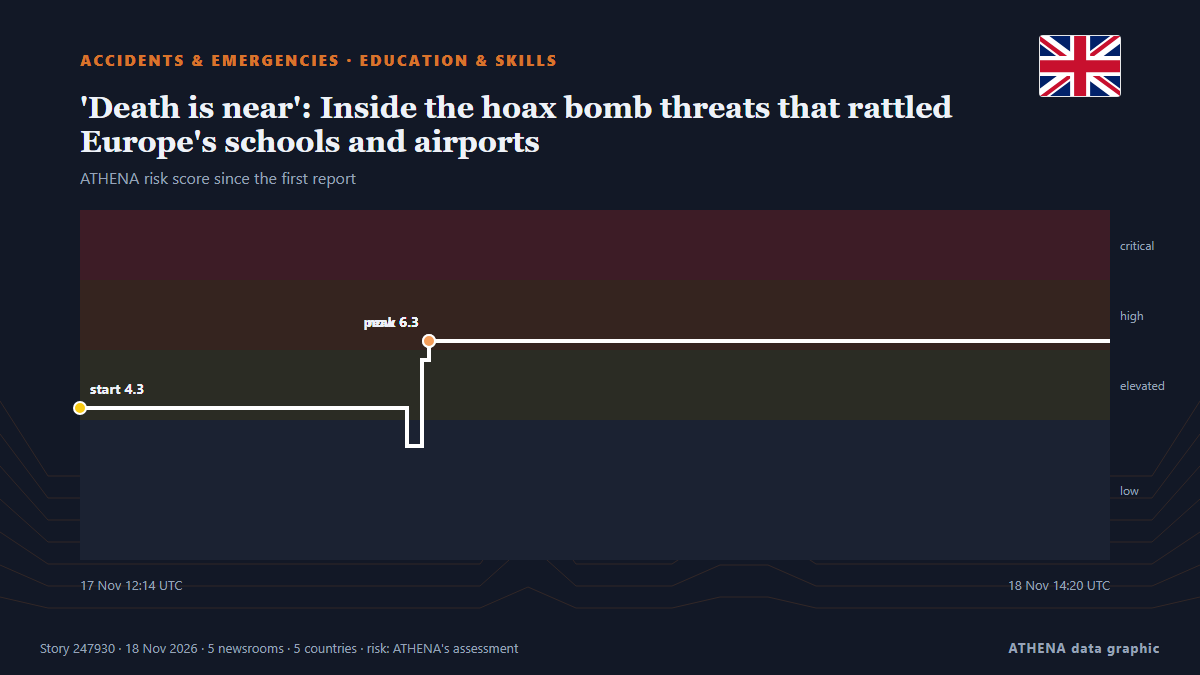 ACCIDENTS & EMERGENCIES · EDUCATION & SKILLS
'Death is near': Inside the hoax bomb threats that rattled
Europe's schools and airports
ATHENA risk score since the first report
critical
high
elevated
low
peak 6.3
start 4.3
17 Nov 12:14 UTC
18 Nov 14:20 UTC
Story 247930 · 18 Nov 2026 · 5 newsrooms · 5 countries · risk: ATHENA's assessment
ATHENA data graphic